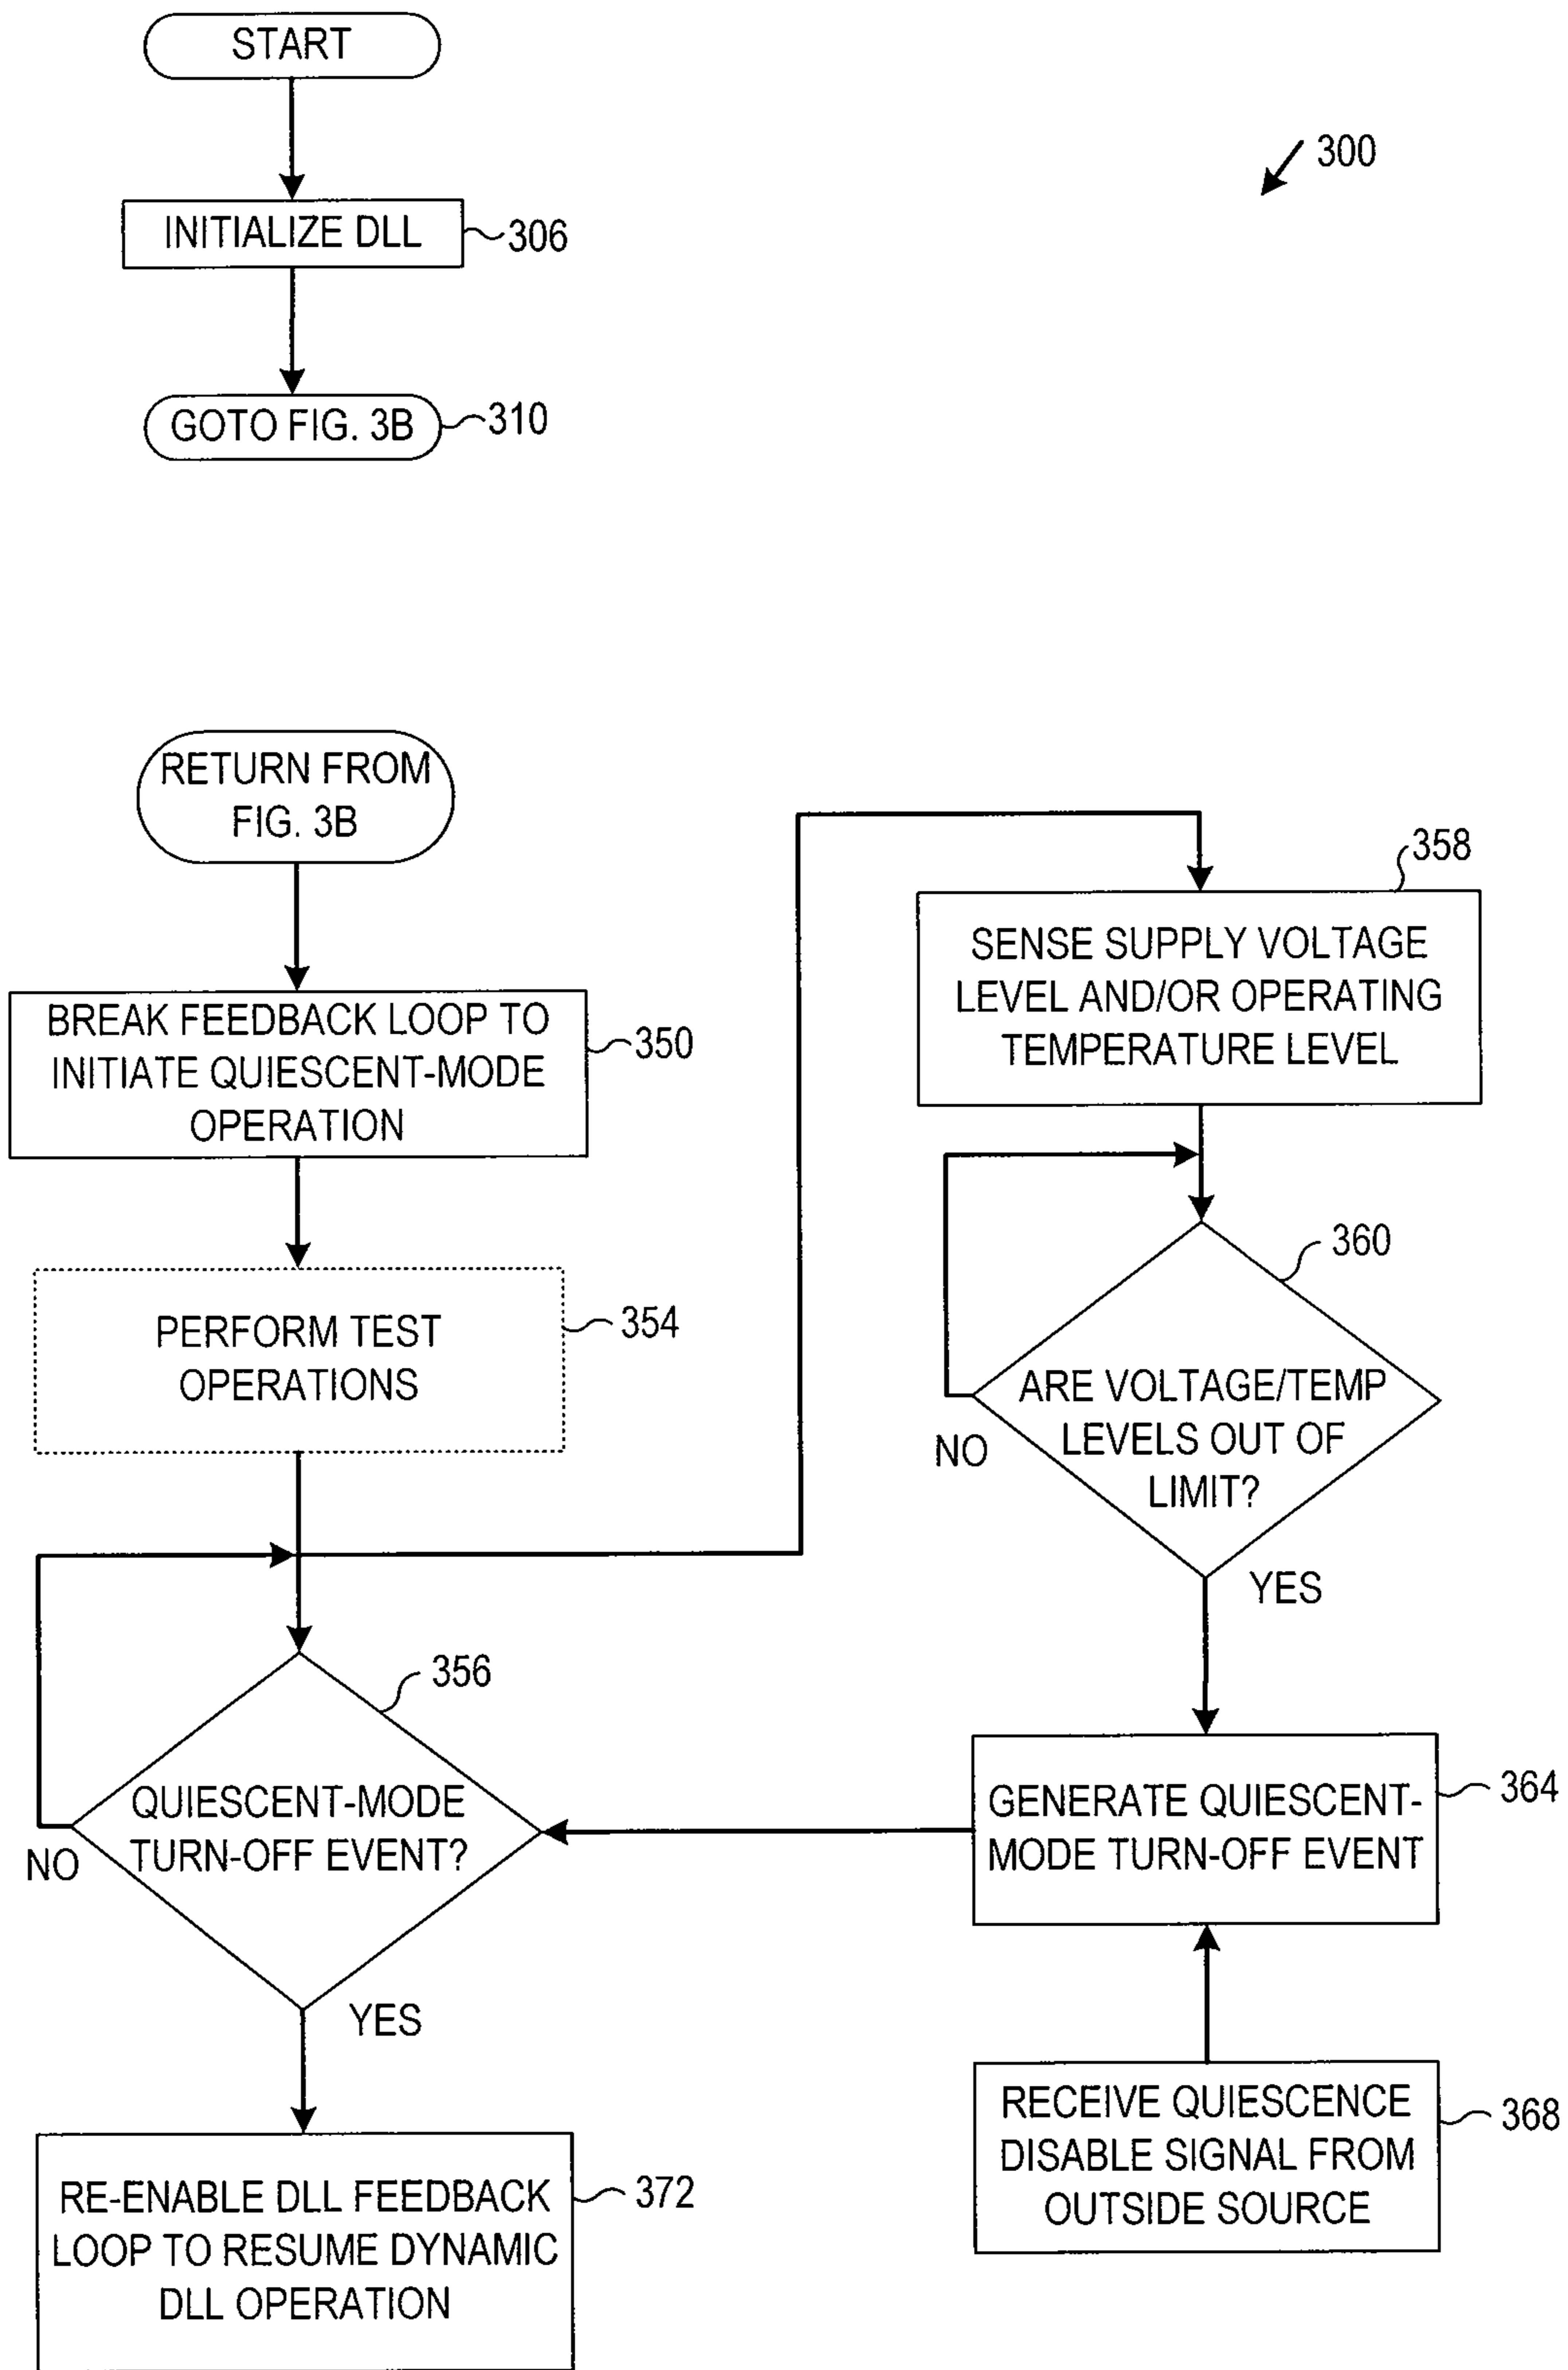 START
300
INITIALIZE DLL
306
GOTO FIG. 3B
310
RETURN FROM
FIG. 3B
BREAK FEEDBACK LOOP TO
INITIATE QUIESCENT-MODE
OPERATION
350
PERFORM TEST
OPERATIONS
354
QUIESCENT-MODE
TURN-OFF EVENT?
356
NO
YES
RE-ENABLE DLL FEEDBACK
LOOP TO RESUME DYNAMIC
DLL OPERATION
372
358
SENSE SUPPLY VOLTAGE
LEVEL AND/OR OPERATING
TEMPERATURE LEVEL
360
ARE VOLTAGE/TEMP
LEVELS OUT OF
LIMIT?
NO
YES
GENERATE QUIESCENT-
MODE TURN-OFF EVENT
364
RECEIVE QUIESCENCE
DISABLE SIGNAL FROM
OUTSIDE SOURCE
368